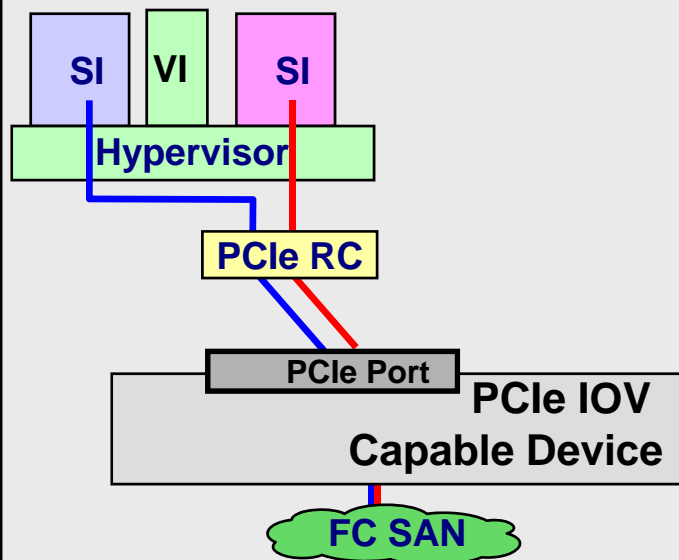 SI VI SI
Hypervisor
PCIe RC
PCIe Port
PCIe IOV
Capable Device
FC SAN